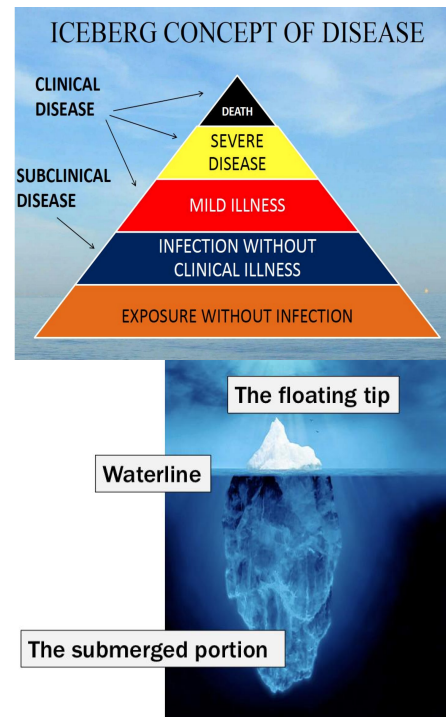 ICEBERG CONCEPT OF DISEASE
CLINICAL
DISEASE
DEATH
SEVERE
DISEASE
SUBCLINICAL
DISEASE
MILD ILLNESS
INFECTION WITHOUT
CLINICAL ILLNESS
EXPOSURE WITHOUT INFECTION
The floating tip
Waterline
The submerged portion